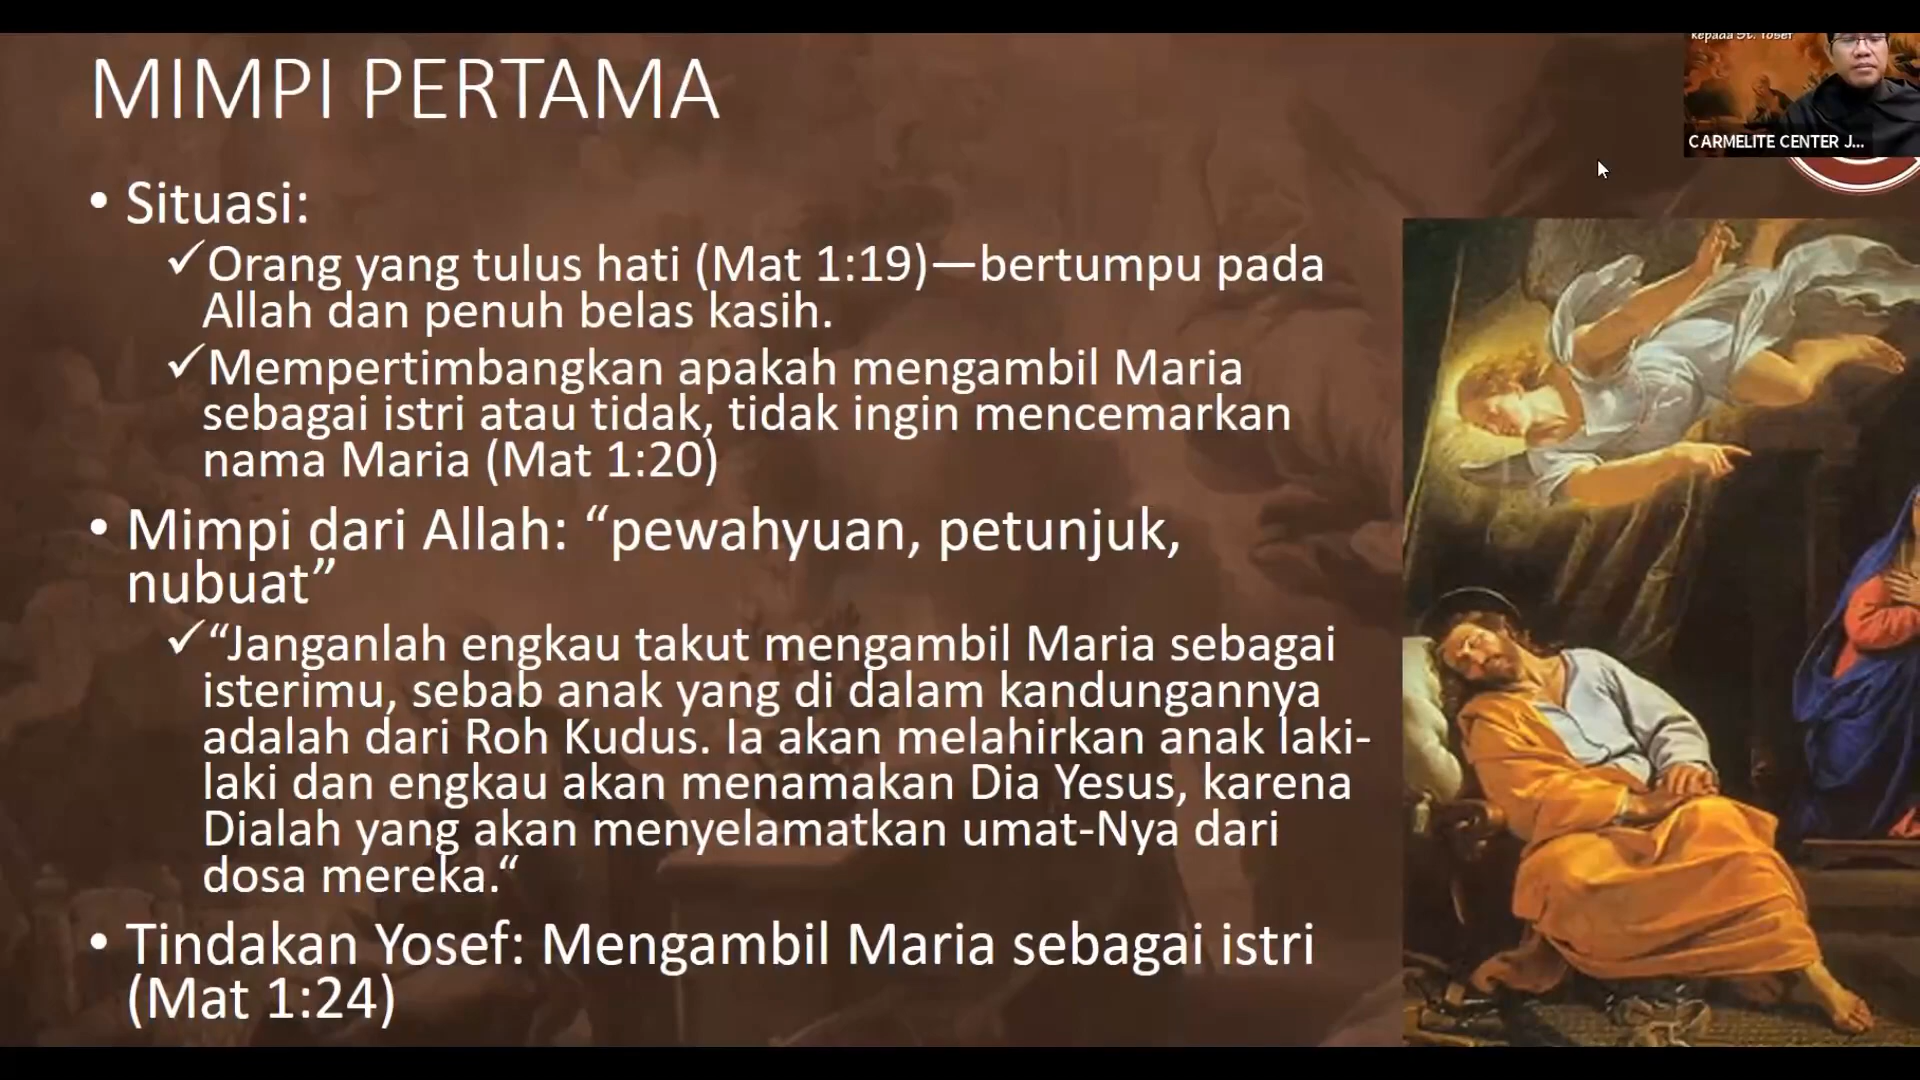 MIMPI PERTAMA
kepada St. Yosef
CARMELITE CENTER J...
• Situasi:
✓Orang yang tulus hati (Mat 1:19)—bertumpu pada
Allah dan penuh belas kasih.
✓Mempertimbangkan apakah mengambil Maria
sebagai istri atau tidak, tidak ingin mencemarkan
nama Maria (Mat 1:20)
• Mimpi dari Allah: “pewahyuan, petunjuk,
nubuat”
✓“Janganlah engkau takut mengambil Maria sebagai
isterimu, sebab anak yang di dalam kandungannya
adalah dari Roh Kudus. Ia akan melahirkan anak laki-
laki dan engkau akan menamakan Dia Yesus, karena
Dialah yang akan menyelamatkan umat-Nya dari
dosa mereka.“
• Tindakan Yosef: Mengambil Maria sebagai istri
(Mat 1:24)